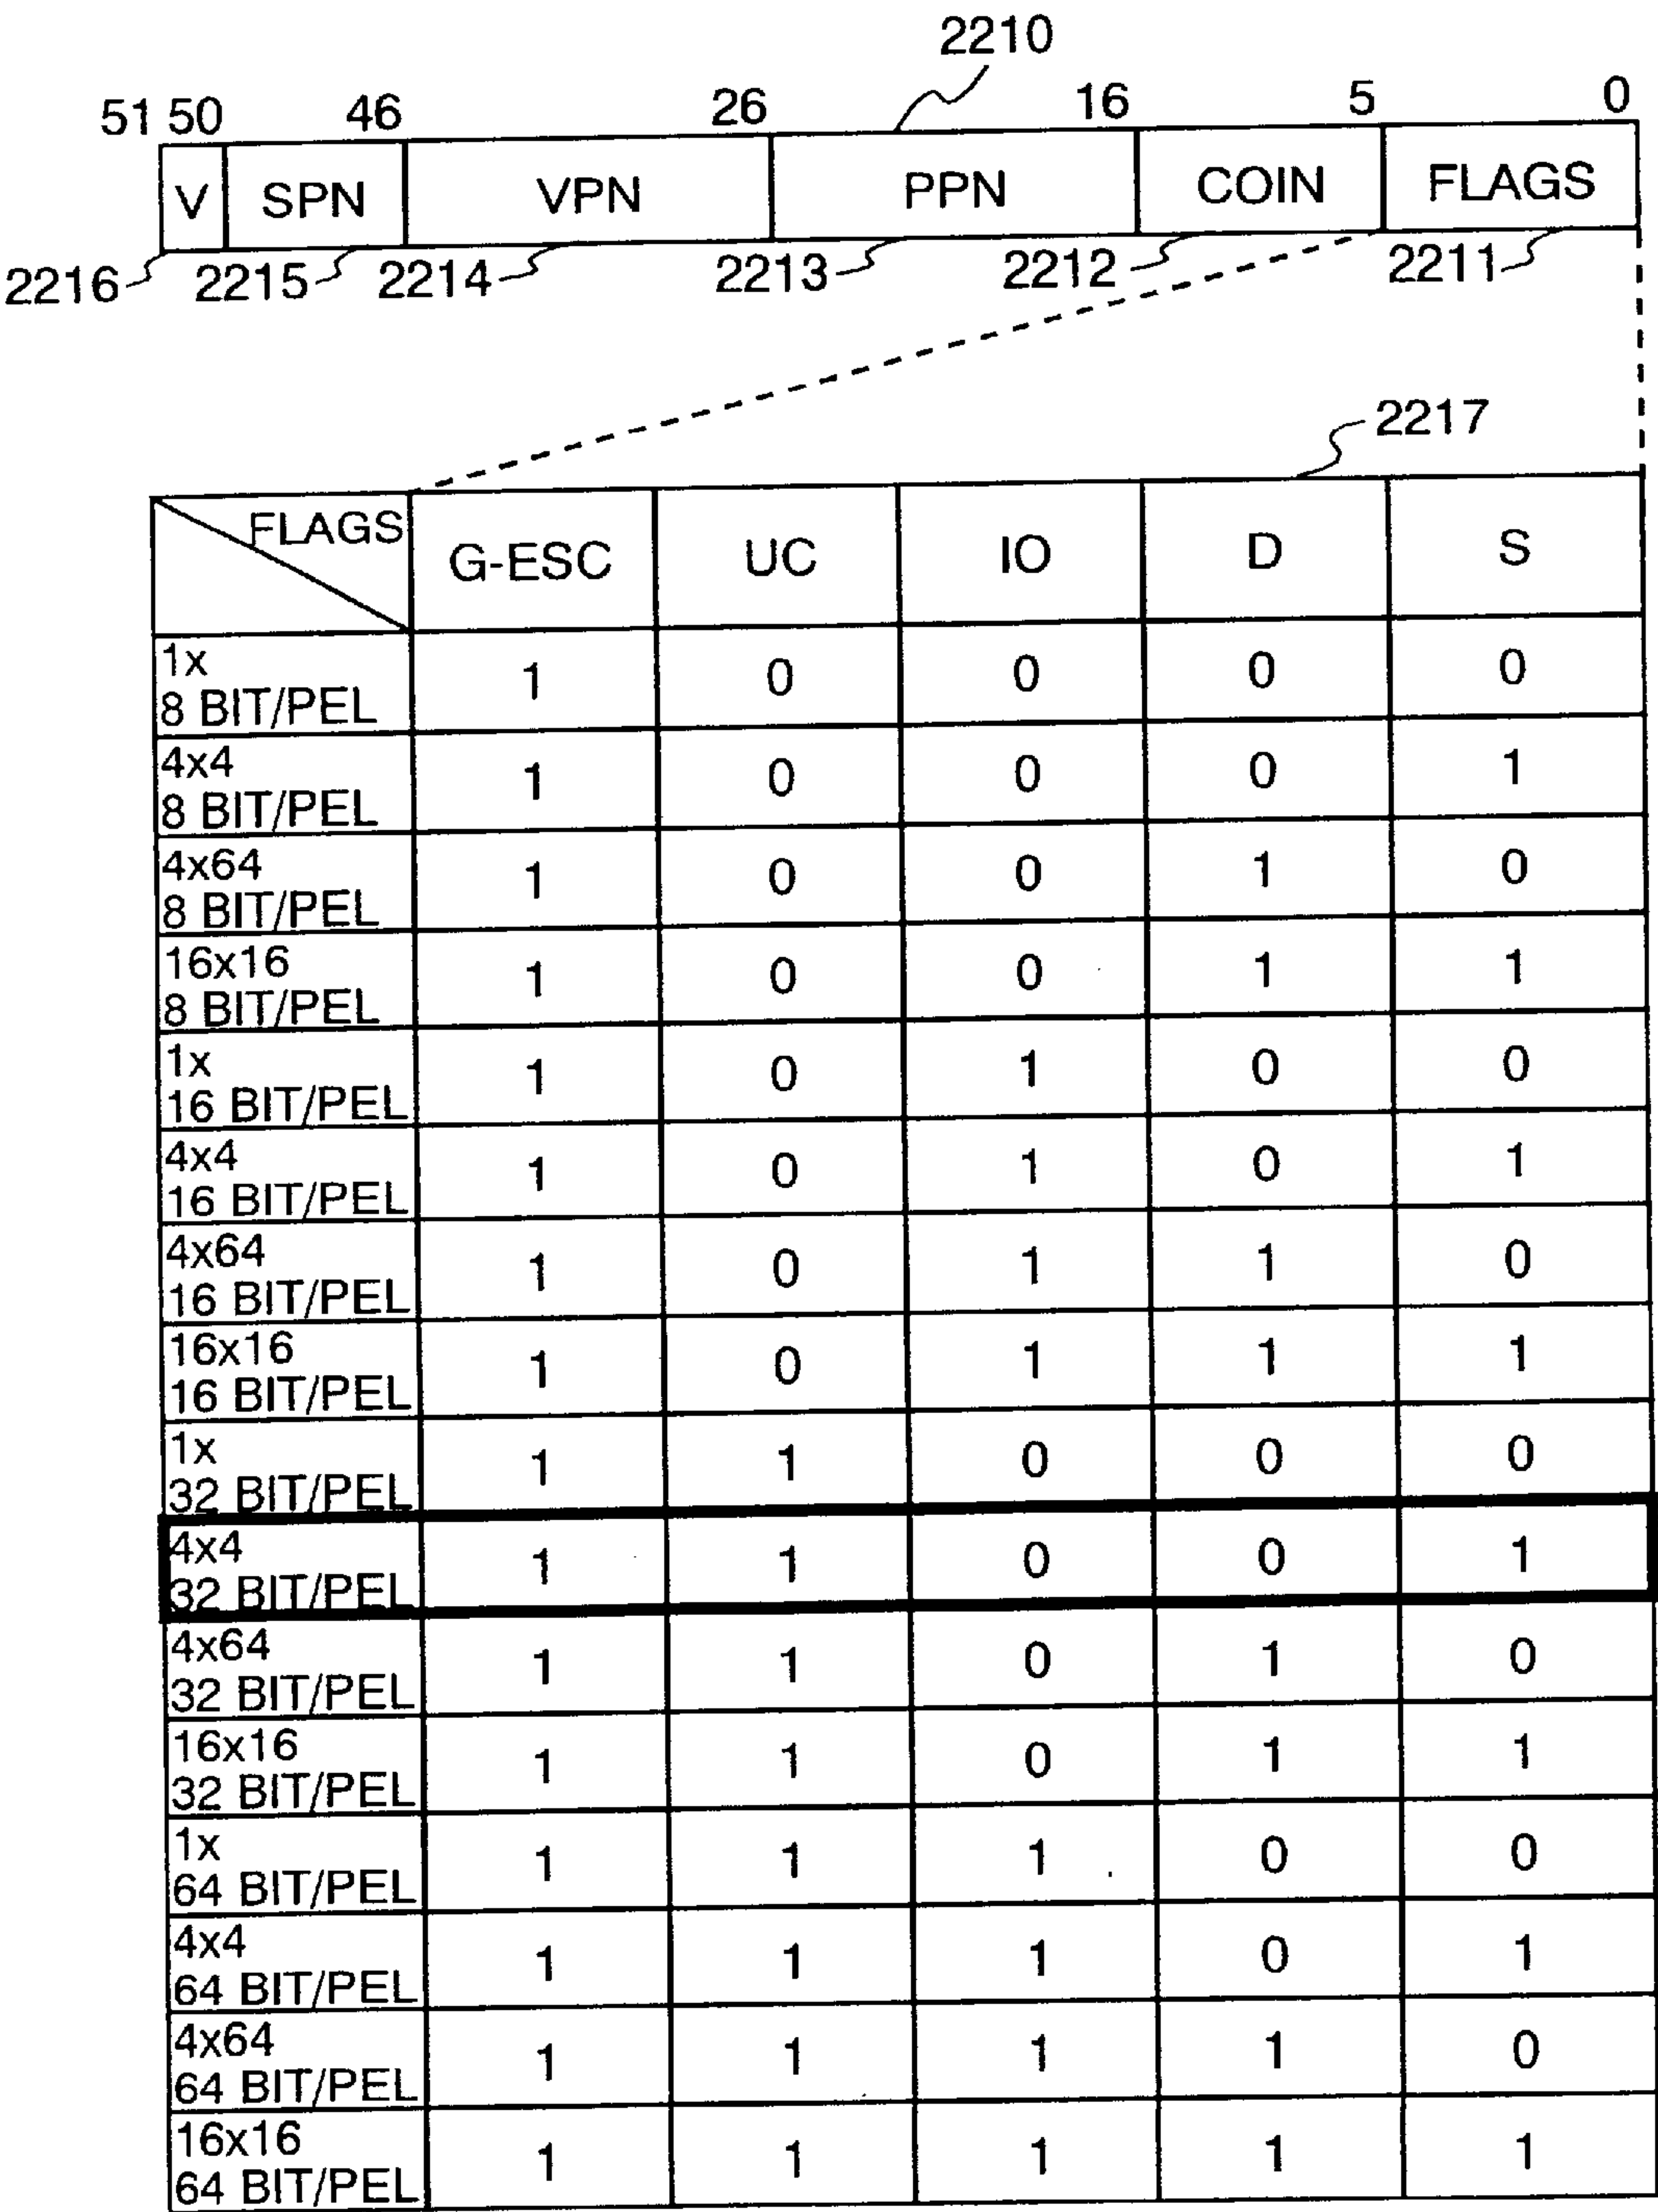 2210
51 50 46 26 16 5 0
V SPN VPN PPN COIN FLAGS
2216 2215 2214 2213 2212 2211
2217
FLAGS G-ESC UC IO D S
1x
8 BIT/PEL 1 0 0 0 0
4x4
8 BIT/PEL 1 0 0 0 1
4x64
8 BIT/PEL 1 0 0 1 0
16x16
8 BIT/PEL 1 0 0 1 1
1x
16 BIT/PEL 1 0 1 0 0
4x4
16 BIT/PEL 1 0 1 0 1
4x64
16 BIT/PEL 1 0 1 1 0
16x16
16 BIT/PEL 1 0 1 1 1
1x
32 BIT/PEL 1 1 0 0 0
4x4
32 BIT/PEL 1 1 0 0 1
4x64
32 BIT/PEL 1 1 0 1 0
16x16
32 BIT/PEL 1 1 0 1 1
1x
64 BIT/PEL 1 1 1 0 0
4x4
64 BIT/PEL 1 1 1 0 1
4x64
64 BIT/PEL 1 1 1 1 0
16x16
64 BIT/PEL 1 1 1 1 1